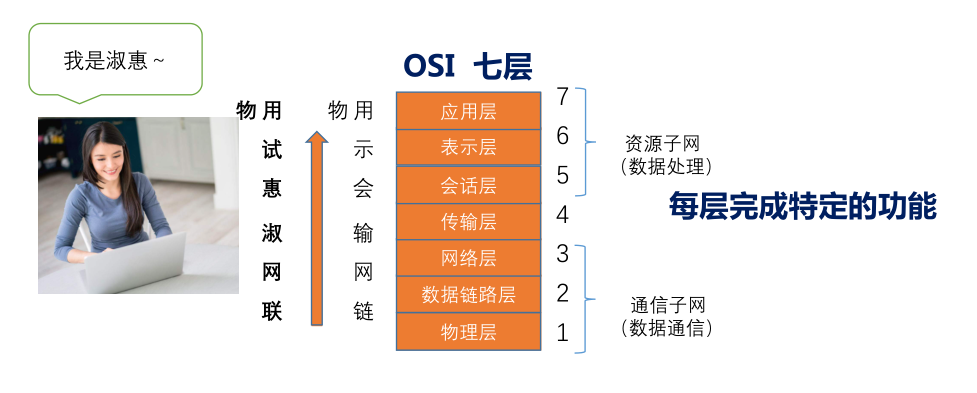 我是淑惠～
OSI 七层
物 用
试
惠
淑
网
联
物 用
示
会
输
网
链
应用层
表示层
会话层
传输层
网络层
数据链路层
物理层
7
6
5
4
3
2
1
资源子网
（数据处理）
每层完成特定的功能
通信子网
（数据通信）